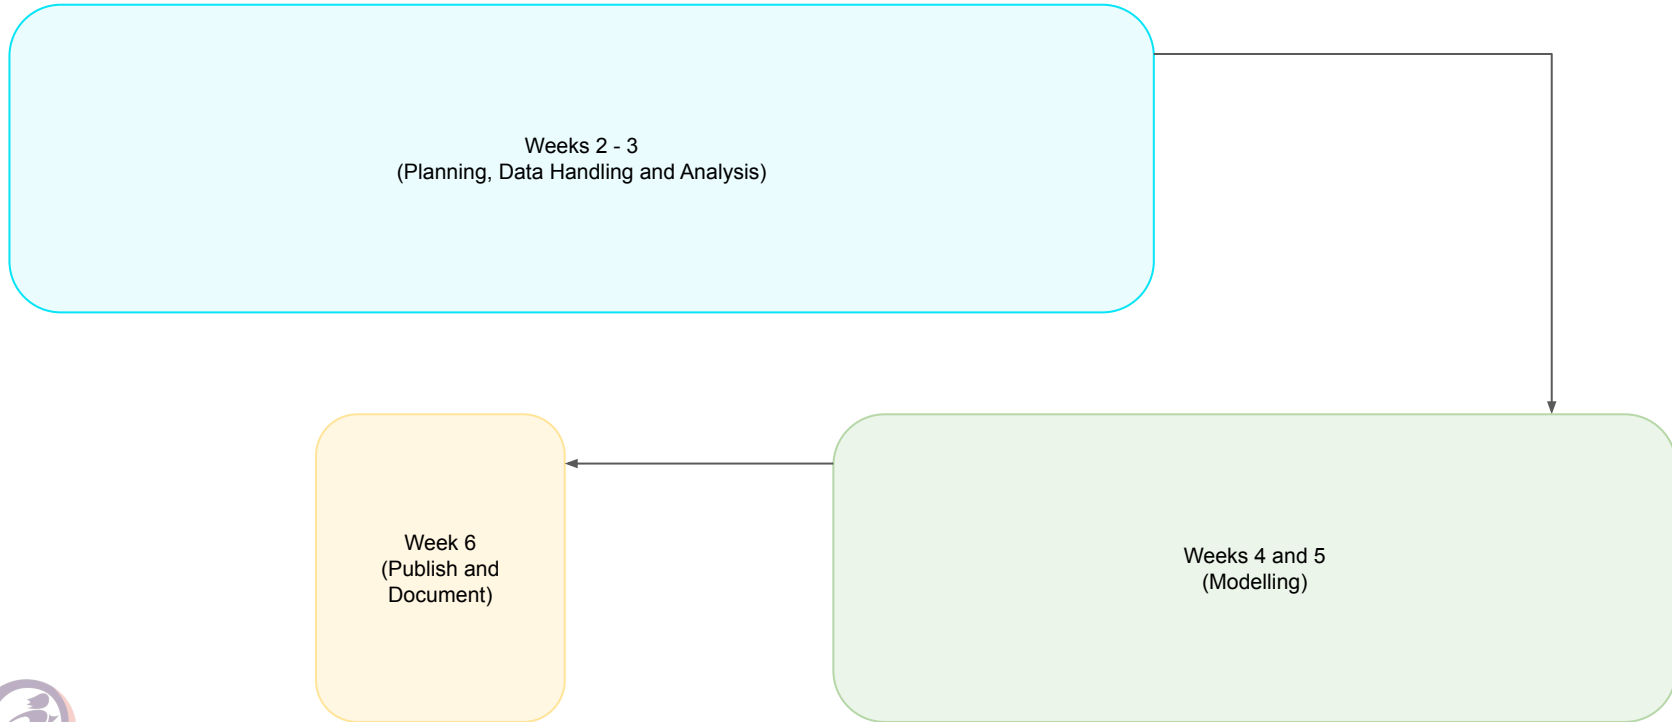 Weeks 2 - 3
(Planning, Data Handling and Analysis)
Week 6
(Publish and
Document)
Weeks 4 and 5
(Modelling)